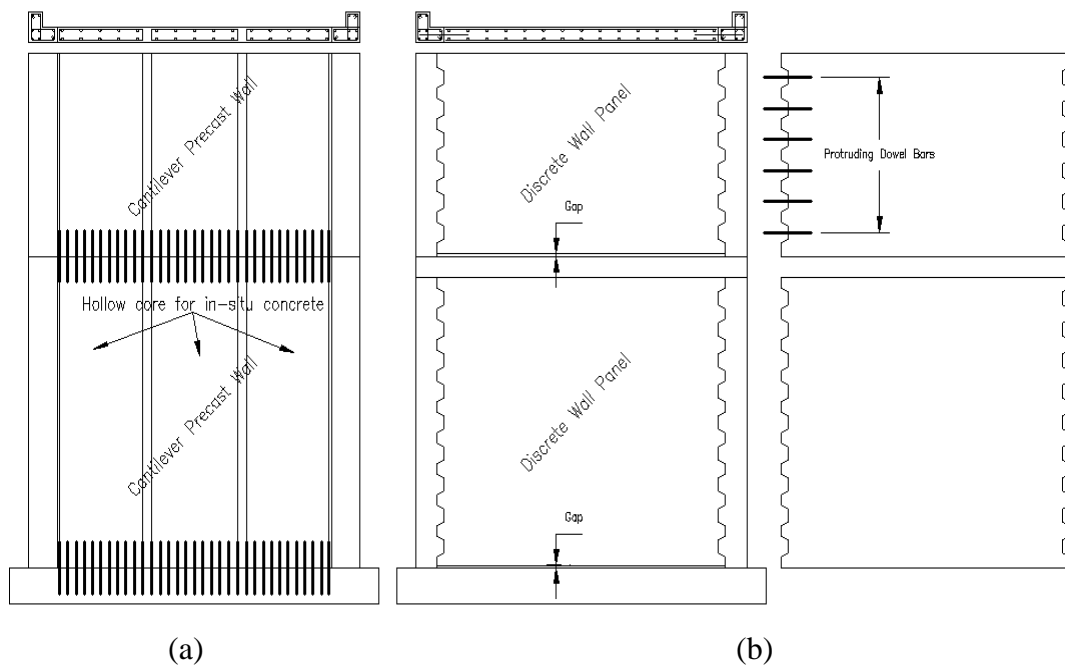 Cantilever Precast Wall
Hollow core for in-situ concrete
Cantilever Precast Wall
(a)
Discrete Wall Panel
Gap
Protruding Dowel Bars
Discrete Wall Panel
Gap
(b)